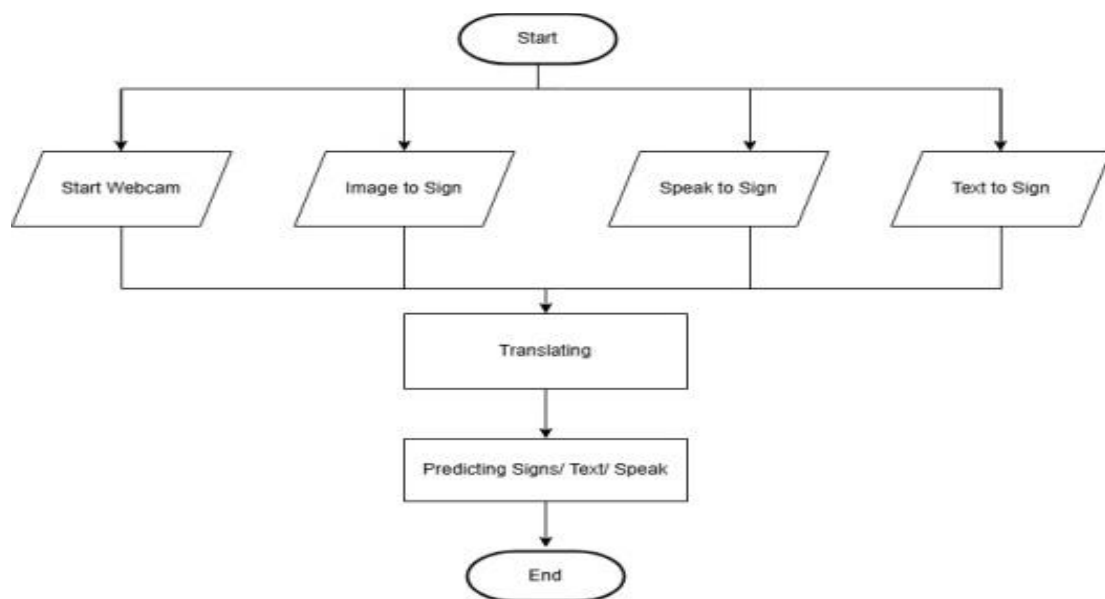 Start
Start Webcam
Image to Sign
Speak to Sign
Text to Sign
Translating
Predicting Signs/ Text/ Speak
End